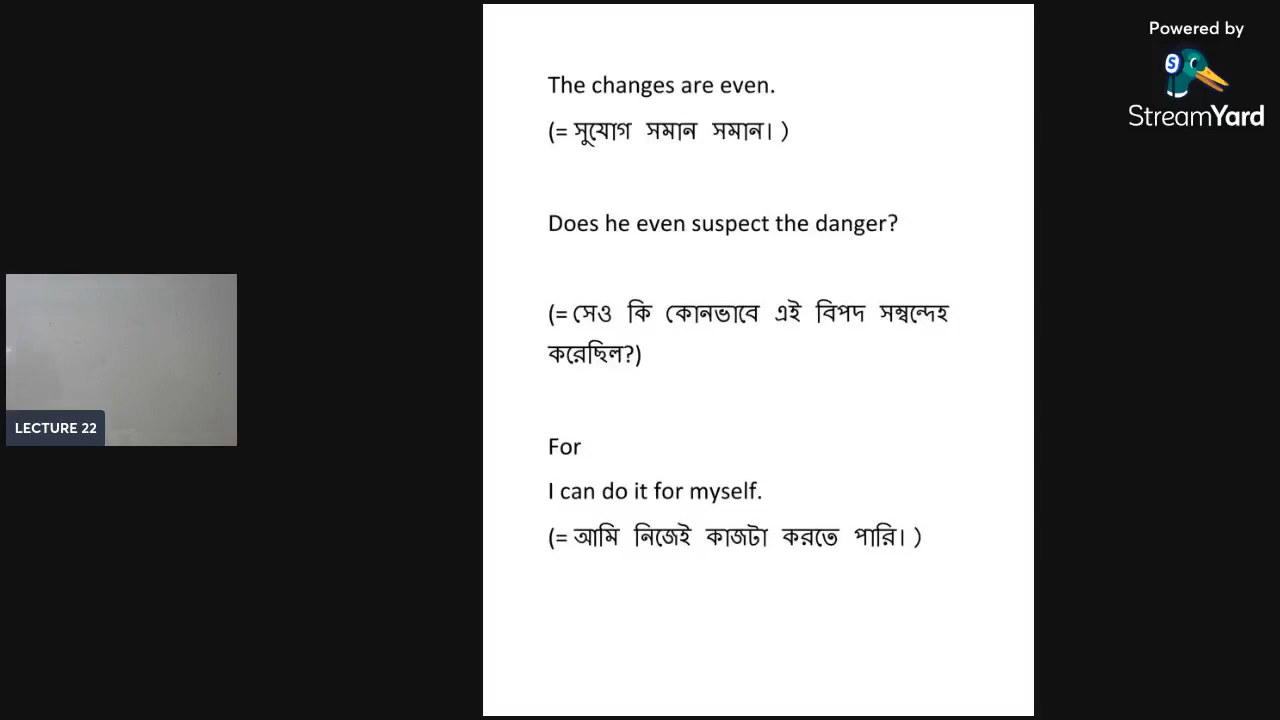 Powered by
StreamYard
The changes are even.
(= সুযোগ সমান সমান। )
Does he even suspect the danger?
(= সেও কি কোনভাবে এই বিপদ সম্বন্দেহ
করেছিল?)
LECTURE 22
For
I can do it for myself.
(= আমি নিজেই কাজটা করতে পারি। )